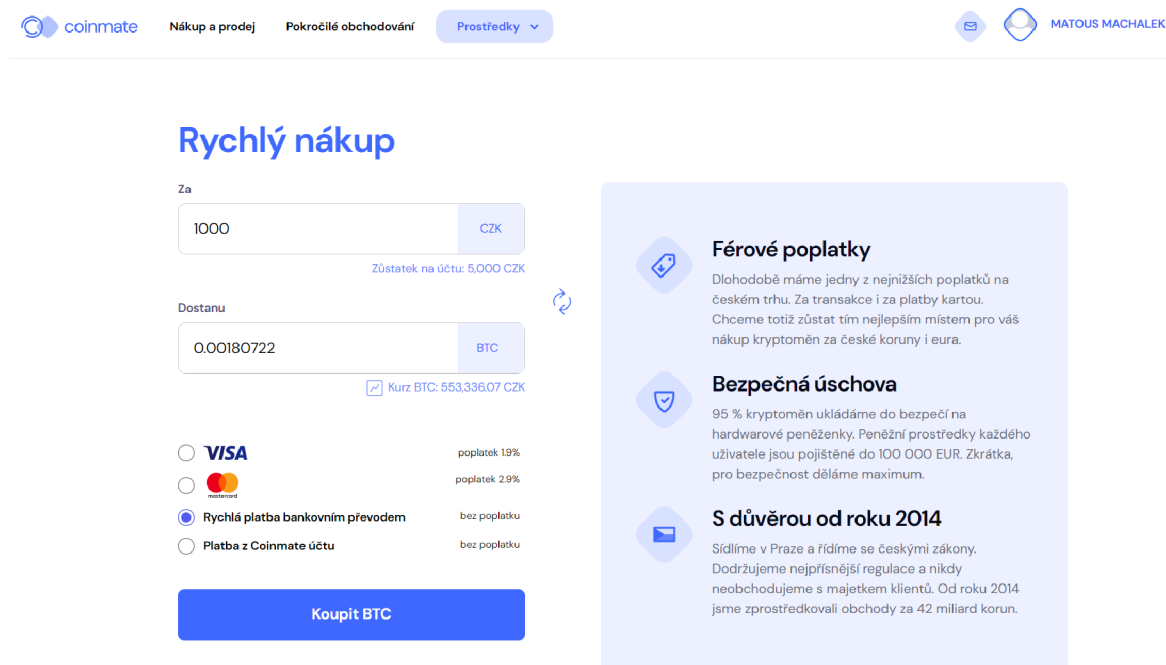 coinmate
Nákup a prodej
Pokročilé obchodování
Prostředky
MATOUS MACHALEK
Rychlý nákup
Za
1000
CZK
Zůstatek na účtu: 5,000 CZK
Dostanu
0.00180722
BTC
Kurz BTC: 553,336.07 CZK
VISA
poplatek 1.9%
mastercard
poplatek 2.9%
Rychlá platba bankovním převodem
bez poplatku
Platba z Coinmate účtu
bez poplatku
Koupit BTC
Férové poplatky
Dlohodobě máme jedny z nejnižších poplatků na
českém trhu. Za transakce i za platby kartou.
Chceme totiž zůstat tím nejlepším místem pro váš
nákup kryptoměn za české koruny i eura.
Bezpečná úschova
95 % kryptoměn ukládáme do bezpečí na
hardwarové peněženky. Peněžní prostředky každého
uživatele jsou pojištěné do 100 000 EUR. Zkrátka,
pro bezpečnost děláme maximum.
S důvěrou od roku 2014
Sídlíme v Praze a řídíme se českými zákony.
Dodržujeme nejpřísnější regulace a nikdy
neobchodujeme s majetkem klientů. Od roku 2014
jsme zprostředkovali obchody za 42 miliard korun.